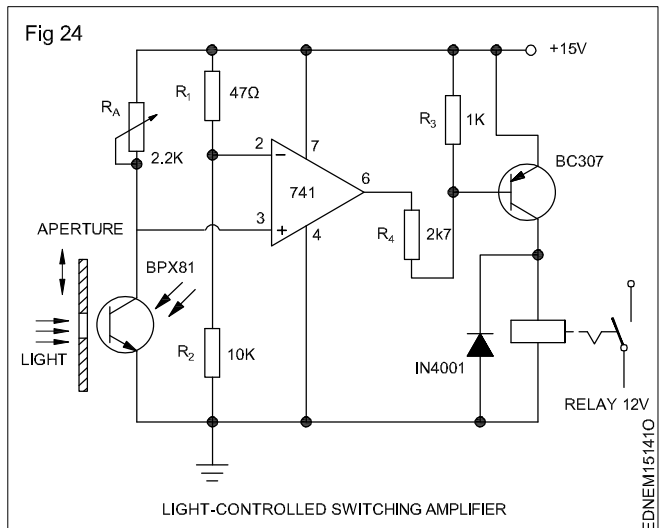 Fig 24
+15V
R1
47Ω
RA
R3
1K
2
7
BC307
2.2K
741
6
3
4
APERTURE
R4
2k7
BPX81
LIGHT
R2
10K
IN4001
RELAY 12V
LIGHT-CONTROLLED SWITCHING AMPLIFIER
EDNEM15141O